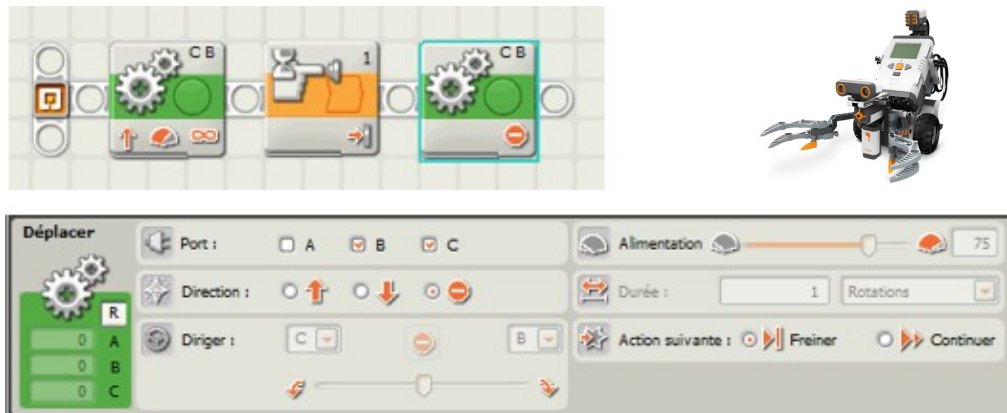 C B
1
C B
Déplacer
R
0 A
0 B
0 C
Port : A B C
Direction :
Diriger : C B
Alimentation 75
Durée : 1 Rotations
Action suivante : Freiner Continuer